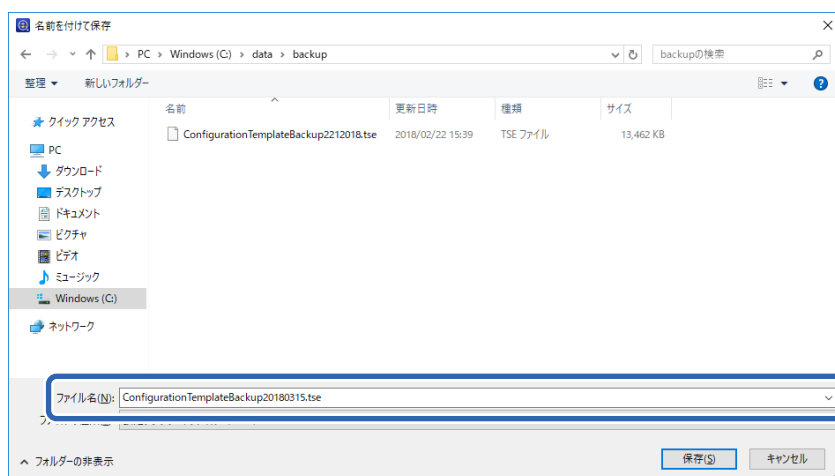 名前を付けて保存
PC › Windows (C:) › data › backup
backupの検索
整理 新しいフォルダー
名前 更新日時 種類 サイズ
ConfigurationTemplateBackup2212018.tse 2018/02/22 15:39 TSE ファイル 13,462 KB
クイック アクセス
PC
ダウンロード
デスクトップ
ドキュメント
ピクチャ
ビデオ
ミュージック
Windows (C:)
ネットワーク
ファイル名(N): ConfigurationTemplateBackup20180315.tse
フォルダーの非表示
保存(S) キャンセル